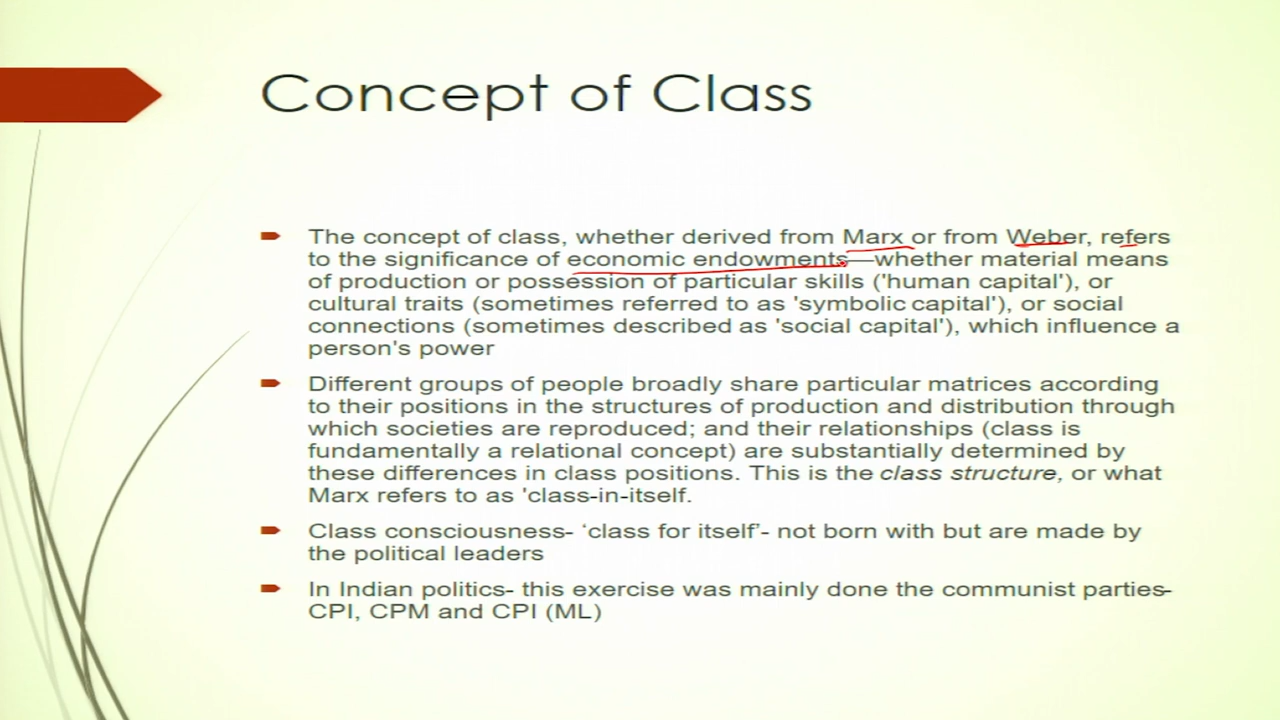 Concept of Class
The concept of class, whether derived from Marx or from Weber, refers
to the significance of economic endowments—whether material means
of production or possession of particular skills ('human capital'), or
cultural traits (sometimes referred to as 'symbolic capital'), or social
connections (sometimes described as 'social capital'), which influence a
person's power
Different groups of people broadly share particular matrices according
to their positions in the structures of production and distribution through
which societies are reproduced; and their relationships (class is
fundamentally a relational concept) are substantially determined by
these differences in class positions. This is the class structure, or what
Marx refers to as 'class-in-itself.
Class consciousness- ‘class for itself’- not born with but are made by
the political leaders
In Indian politics- this exercise was mainly done the communist parties-
CPI, CPM and CPI (ML)